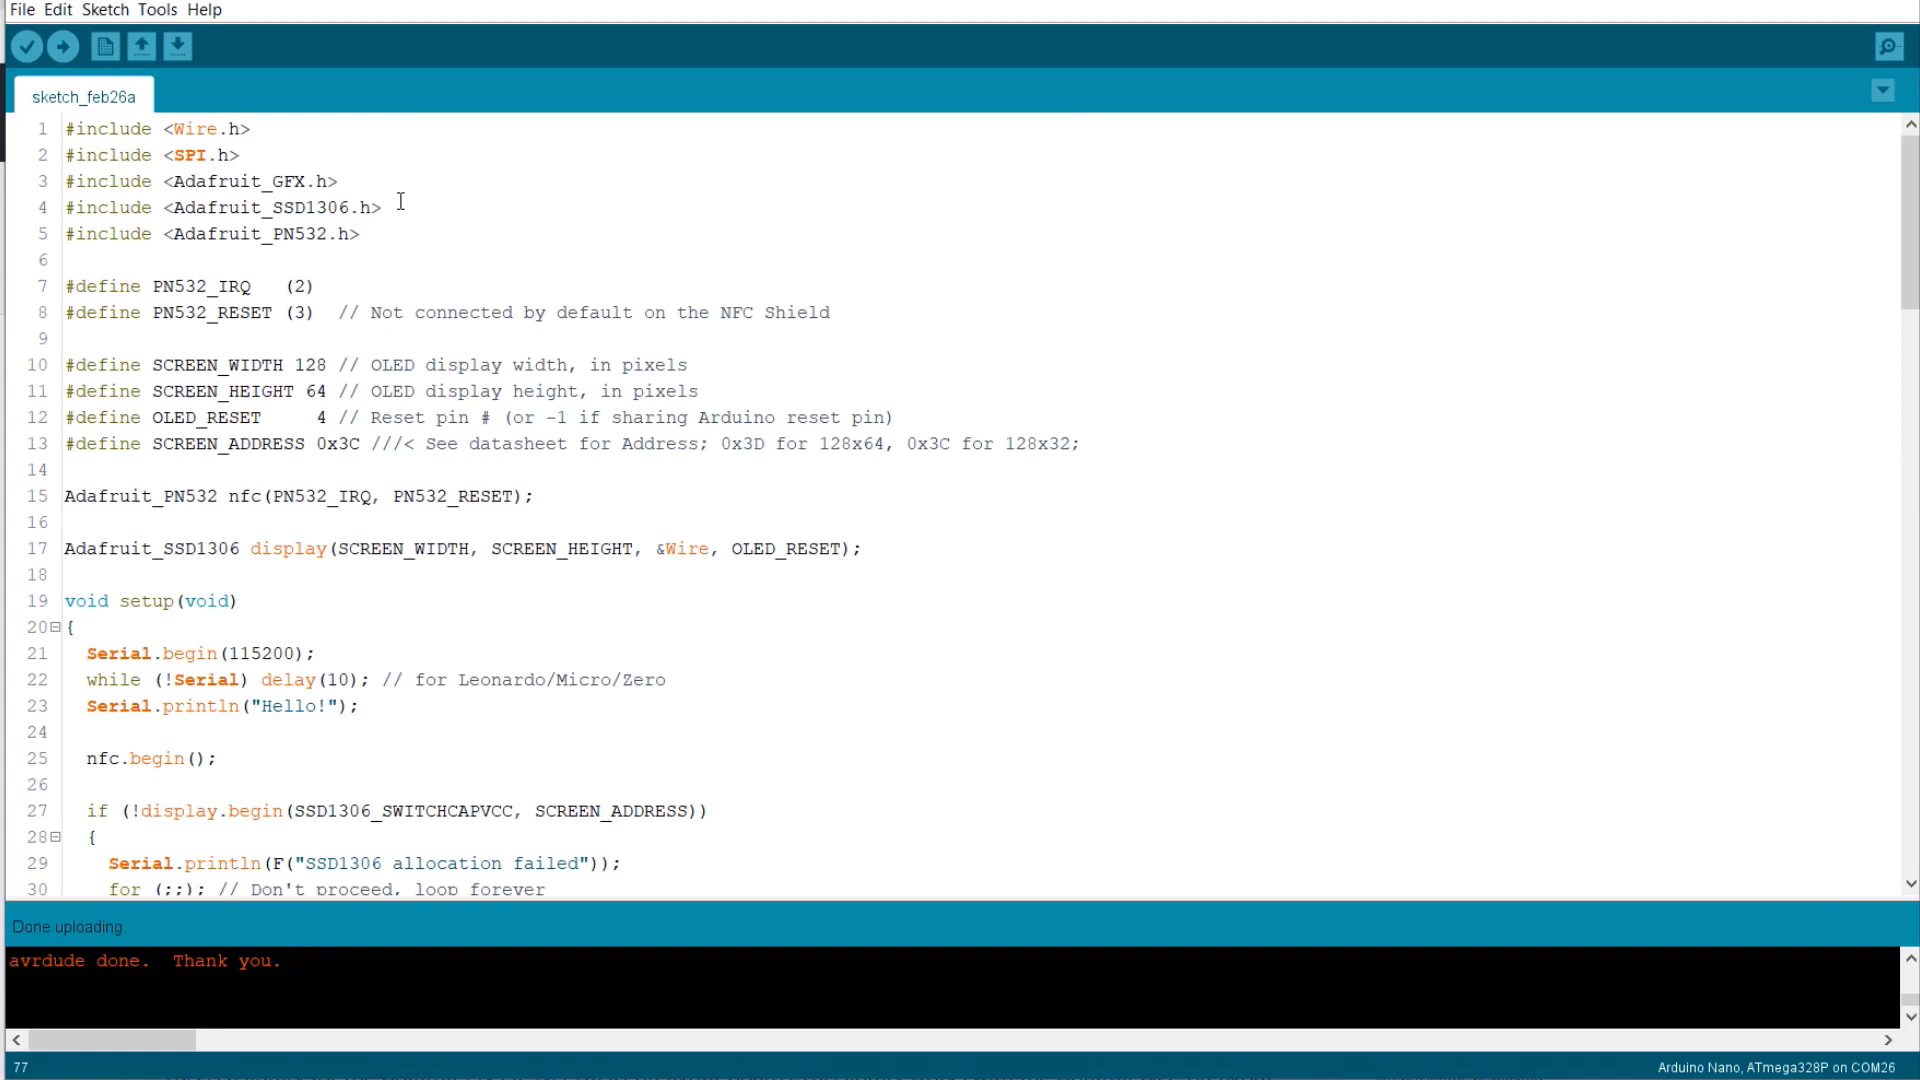 File Edit Sketch Tools Help
sketch_feb26a
1 #include <Wire.h>
2 #include <SPI.h>
3 #include <Adafruit_GFX.h>
4 #include <Adafruit_SSD1306.h>
5 #include <Adafruit_PN532.h>
6
7 #define PN532_IRQ   (2)
8 #define PN532_RESET (3)  // Not connected by default on the NFC Shield
9
10 #define SCREEN_WIDTH 128 // OLED display width, in pixels
11 #define SCREEN_HEIGHT 64 // OLED display height, in pixels
12 #define OLED_RESET     4 // Reset pin # (or -1 if sharing Arduino reset pin)
13 #define SCREEN_ADDRESS 0x3C ///< See datasheet for Address; 0x3D for 128x64, 0x3C for 128x32;
14
15 Adafruit_PN532 nfc(PN532_IRQ, PN532_RESET);
16
17 Adafruit_SSD1306 display(SCREEN_WIDTH, SCREEN_HEIGHT, &Wire, OLED_RESET);
18
19 void setup(void)
20 {
21   Serial.begin(115200);
22   while (!Serial) delay(10); // for Leonardo/Micro/Zero
23   Serial.println("Hello!");
24
25   nfc.begin();
26
27   if (!display.begin(SSD1306_SWITCHCAPVCC, SCREEN_ADDRESS))
28   {
29     Serial.println(F("SSD1306 allocation failed"));
30     for (;;); // Don't proceed, loop forever
Done uploading.
avrdude done.  Thank you.
77
Arduino Nano, ATmega328P on COM26